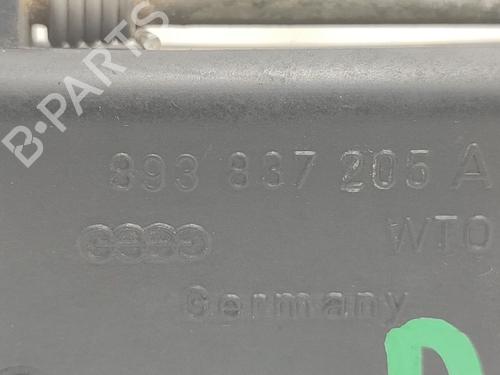 B-PARTS
893 837 205 A
WTO
Germany